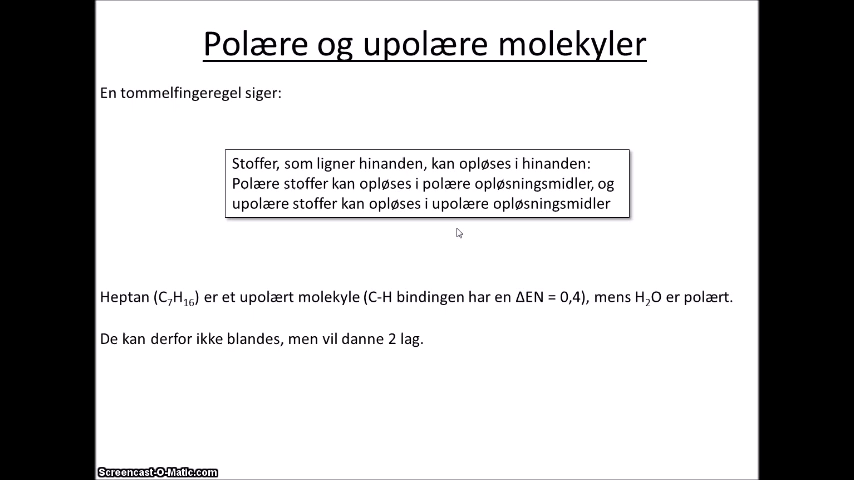 Polære og upolære molekyler
En tommelfingeregel siger:
Stoffer, som ligner hinanden, kan opløses i hinanden:
Polære stoffer kan opløses i polære opløsningsmidler, og
upolære stoffer kan opløses i upolære opløsningsmidler
Heptan (C₇H₁₆) er et upolært molekyle (C-H bindingen har en ΔEN = 0,4), mens H₂O er polært.
De kan derfor ikke blandes, men vil danne 2 lag.
Screencast-O-Matic.com